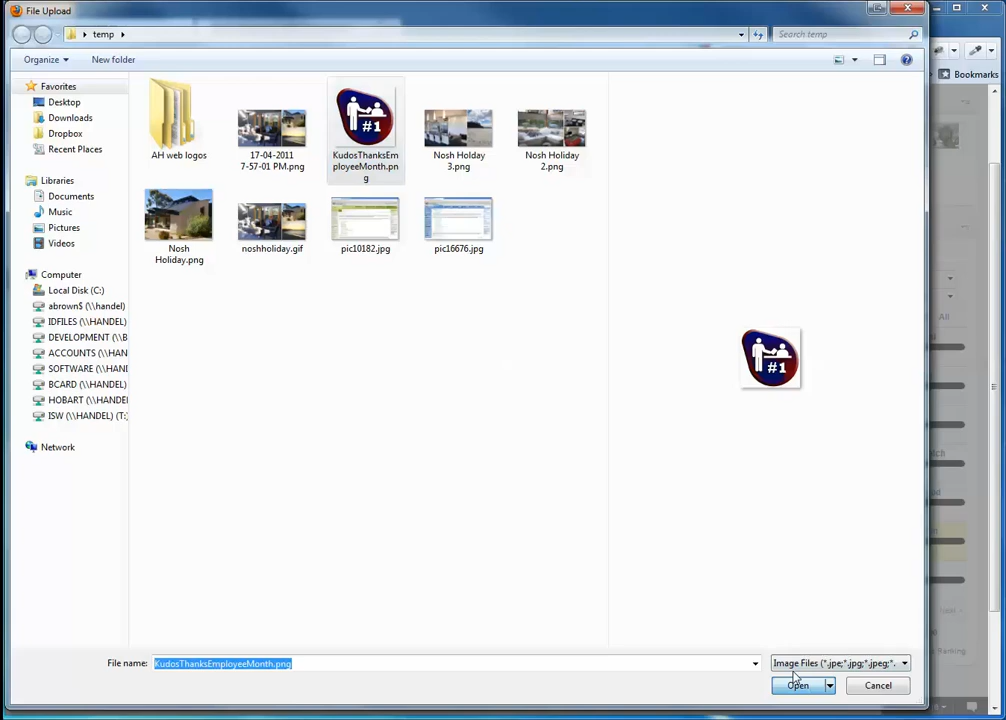 File Upload
temp
Search temp
Organize
New folder
Bookmarks
Favorites
Desktop
Downloads
Dropbox
Recent Places
Libraries
Documents
Music
Pictures
Videos
Computer
Local Disk (C:)
abrown$ (\\handel)
IDFILES (\\HANDEL)
DEVELOPMENT (\\B
ACCOUNTS (\\HAN
SOFTWARE (\\HAN
BCARD (\\HANDEL)
HOBART (\\HANDE
ISW (\\HANDEL) (T:)
Network
AH web logos
17-04-2011
7-57-01 PM.png
#1
KudosThanksEm
ployeeMonth.pn
g
Nosh Holday
3.png
Nosh Holiday
2.png
Nosh
Holiday.png
noshholiday.gif
pic10182.jpg
pic16676.jpg
#1
All
File name:
KudosThanksEmployeeMonth.png
Image Files (*.jpe;*.jpg;*.jpeg;*.
Open
Cancel